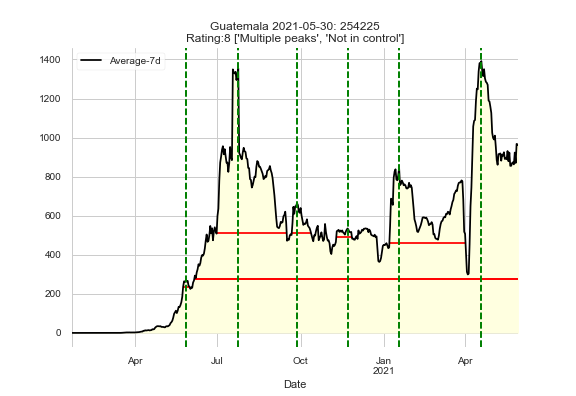 Guatemala 2021-05-30: 254225
Rating:8 ['Multiple peaks', 'Not in control']
Average-7d
1400
1200
1000
800
600
400
200
0
Apr
Jul
Oct
Jan
2021
Apr
Date